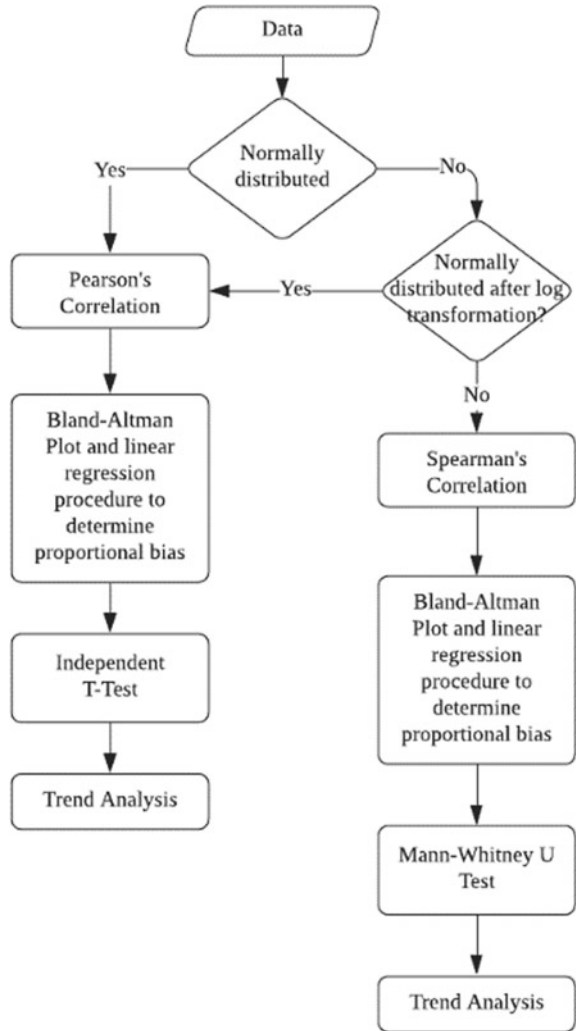 Data
Normally
distributed
Yes
No
Pearson's
Correlation
Yes
Normally
distributed after log
transformation?
No
Bland-Altman
Plot and linear
regression
procedure to
determine
proportional bias
Spearman's
Correlation
Independent
T-Test
Bland-Altman
Plot and linear
regression
procedure to
determine
proportional bias
Trend Analysis
Mann-Whitney U
Test
Trend Analysis